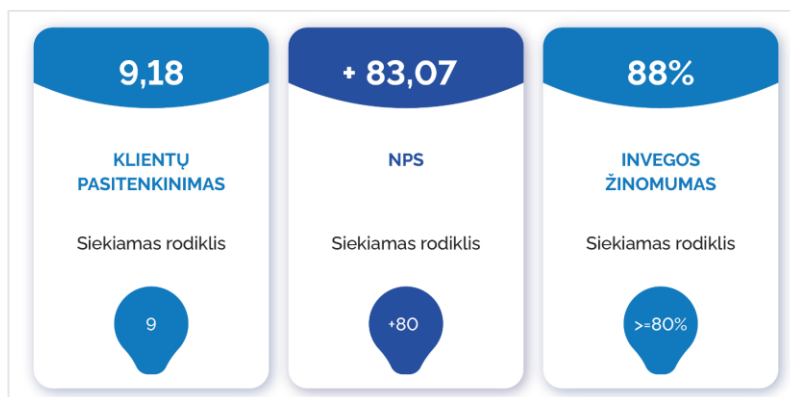 9,18
KLIENTŲ
PASITENKINIMAS
Siekiamas rodiklis
9
+ 83,07
NPS
Siekiamas rodiklis
+80
88%
INVEGOS
ŽINOMUMAS
Siekiamas rodiklis
>=80%